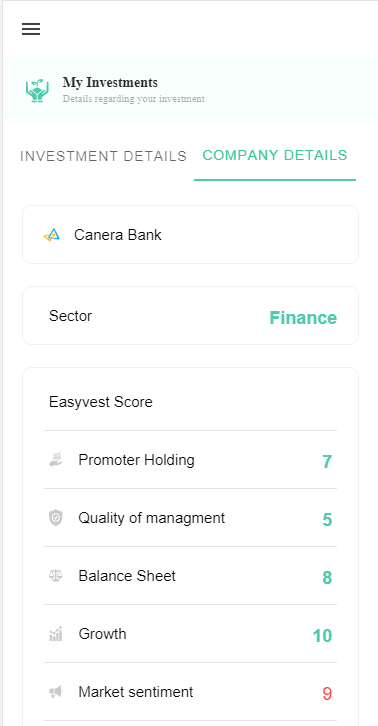 My Investments
Details regarding your investment
INVESTMENT DETAILS COMPANY DETAILS
Canera Bank
Sector Finance
Easyvest Score
Promoter Holding 7
Quality of managment 5
Balance Sheet 8
Growth 10
Market sentiment 9